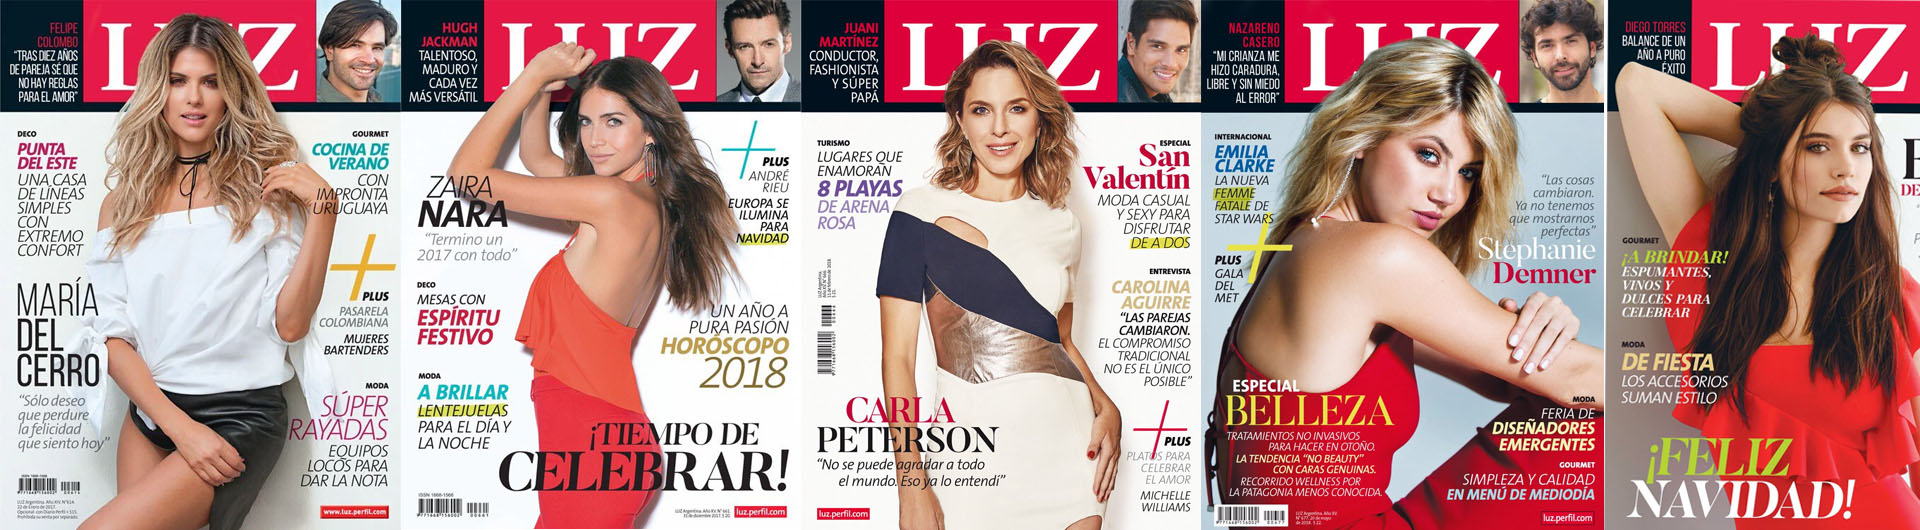 FELIPE
COLOMBO
"TRAS DIEZ AÑOS
DE PAREJA SÉ QUE
NO HAY REGLAS
PARA EL AMOR"
LUZ
DECO
PUNTA
DEL ESTE
UNA CASA
DE LINEAS
SIMPLES
CON
EXTREMO
CONFORT
GOURMET
COCINA DE
VERANO
CON
IMPRONTA
URUGUAYA
+
PLUS
PASARELA
COLOMBIANA
MUJERES
BARTENDERS
MARÍA
DEL
CERRO
"Sólo deseo
que perdure
la felicidad
que siento hoy"
MODA
SÚPER
RAYADAS
EQUIPOS
LOCOS PARA
DAR LA NOTA
www.luz.perfil.com
HUGH
JACKMAN
TALENTOSO,
MADURO Y
CADA VEZ
MÁS VERSÁTIL
LUZ
ZAIRA
NARA
"Termino un
2017 con todo"
+
PLUS
ANDRÉ
RIEU
EUROPA SE
ILUMINA
PARA
NAVIDAD
DECO
MESAS CON
ESPÍRITU
FESTIVO
UN AÑO A
PURA PASIÓN
HORÓSCOPO
2018
MODA
A BRILLAR
LENTEJUELAS
PARA EL DÍA Y
LA NOCHE
¡TIEMPO DE
CELEBRAR!
luz.perfil.com
JUANI
MARTÍNEZ
CONDUCTOR,
FASHIONISTA
Y SÚPER
PAPÁ
LUZ
TURISMO
LUGARES QUE
ENAMORAN
8 PLAYAS
DE ARENA
ROSA
ESPECIAL
San
Valentín
MODA CASUAL
Y SEXY PARA
DISFRUTAR
DE A DOS
ENTREVISTA
CAROLINA
AGUIRRE
"LAS PAREJAS
CAMBIARON.
EL COMPROMISO
TRADICIONAL
NO ES EL ÚNICO
POSIBLE"
CARLA
PETERSON
"No se puede agradar a todo
el mundo. Eso ya lo entendí"
+
PLUS
PLATOS PARA
CELEBRAR
EL AMOR
MICHELLE
WILLIAMS
luz.perfil.com
NAZARENO
CASERO
"MI CRIANZA ME
HIZO CARADURA,
LIBRE Y SIN MIEDO
AL ERROR"
LUZ
INTERNACIONAL
EMILIA
CLARKE
LA NUEVA
FEMME
FATALE DE
STAR WARS
+
PLUS
GALA
DEL
MET
"Las cosas
cambiaron.
Ya no tenemos
que mostrarnos
perfectas"
Stephanie
Demner
ESPECIAL
BELLEZA
TRATAMIENTOS NO INVASIVOS
PARA HACER EN OTOÑO.
LA TENDENCIA "NO BEAUTY"
CON CARAS GENUINAS.
RECORRIDO WELLNESS POR
LA PATAGONIA MENOS CONOCIDA.
MODA
FERIA DE
DISEÑADORES
EMERGENTES
GOURMET
SIMPLEZA Y CALIDAD
EN MENÚ DE MEDIODÍA
luz.perfil.com
DIEGO TORRES
BALANCE DE UN
AÑO A PURO
ÉXITO
LUZ
GOURMET
¡A BRINDAR!
ESPUMANTES,
VINOS Y
DULCES PARA
CELEBRAR
MODA
DE FIESTA
LOS ACCESORIOS
SUMAN ESTILO
¡FELIZ
NAVIDAD!